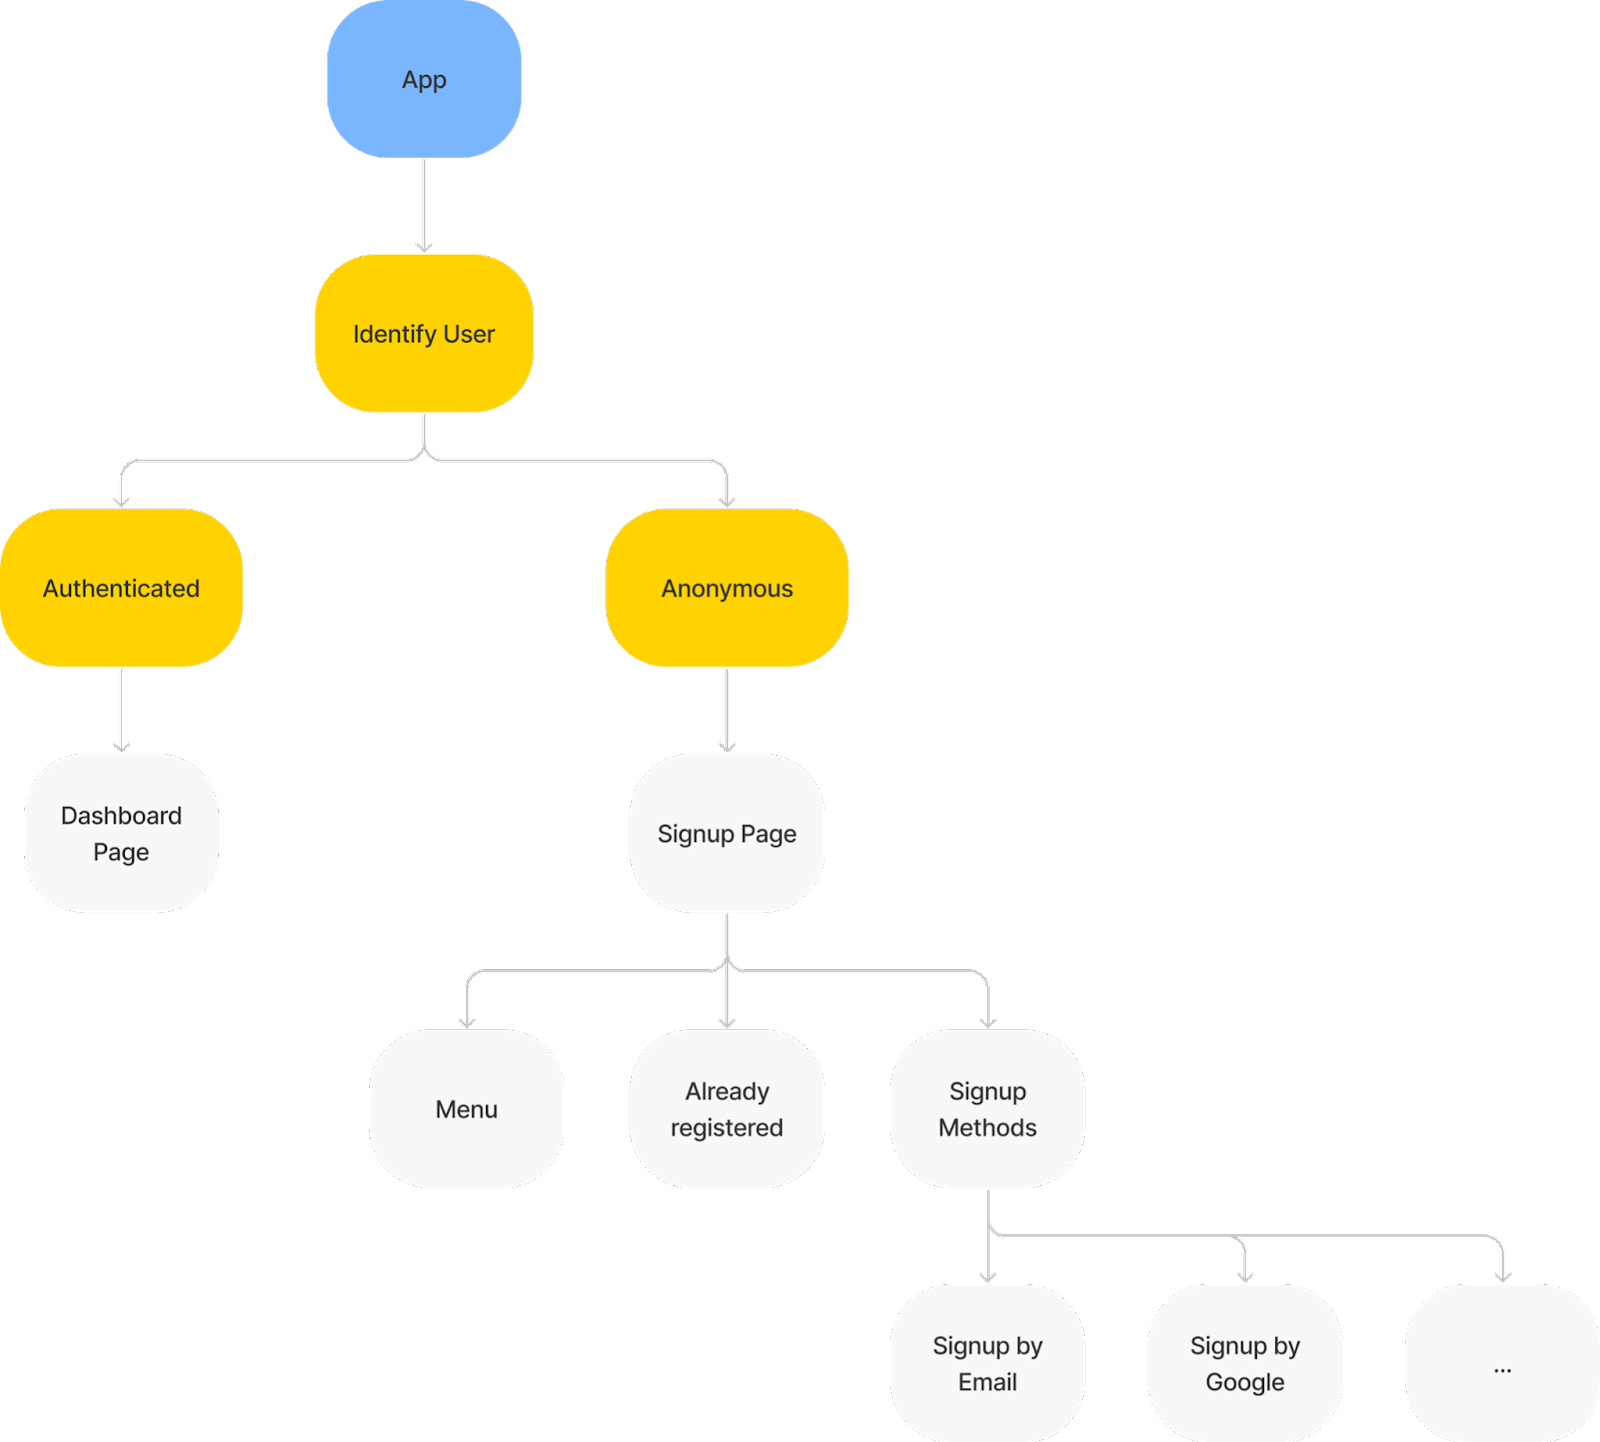 App
Identify User
Authenticated
Anonymous
Dashboard
Page
Signup Page
Menu
Already
registered
Signup
Methods
Signup by
Email
Signup by
Google
...